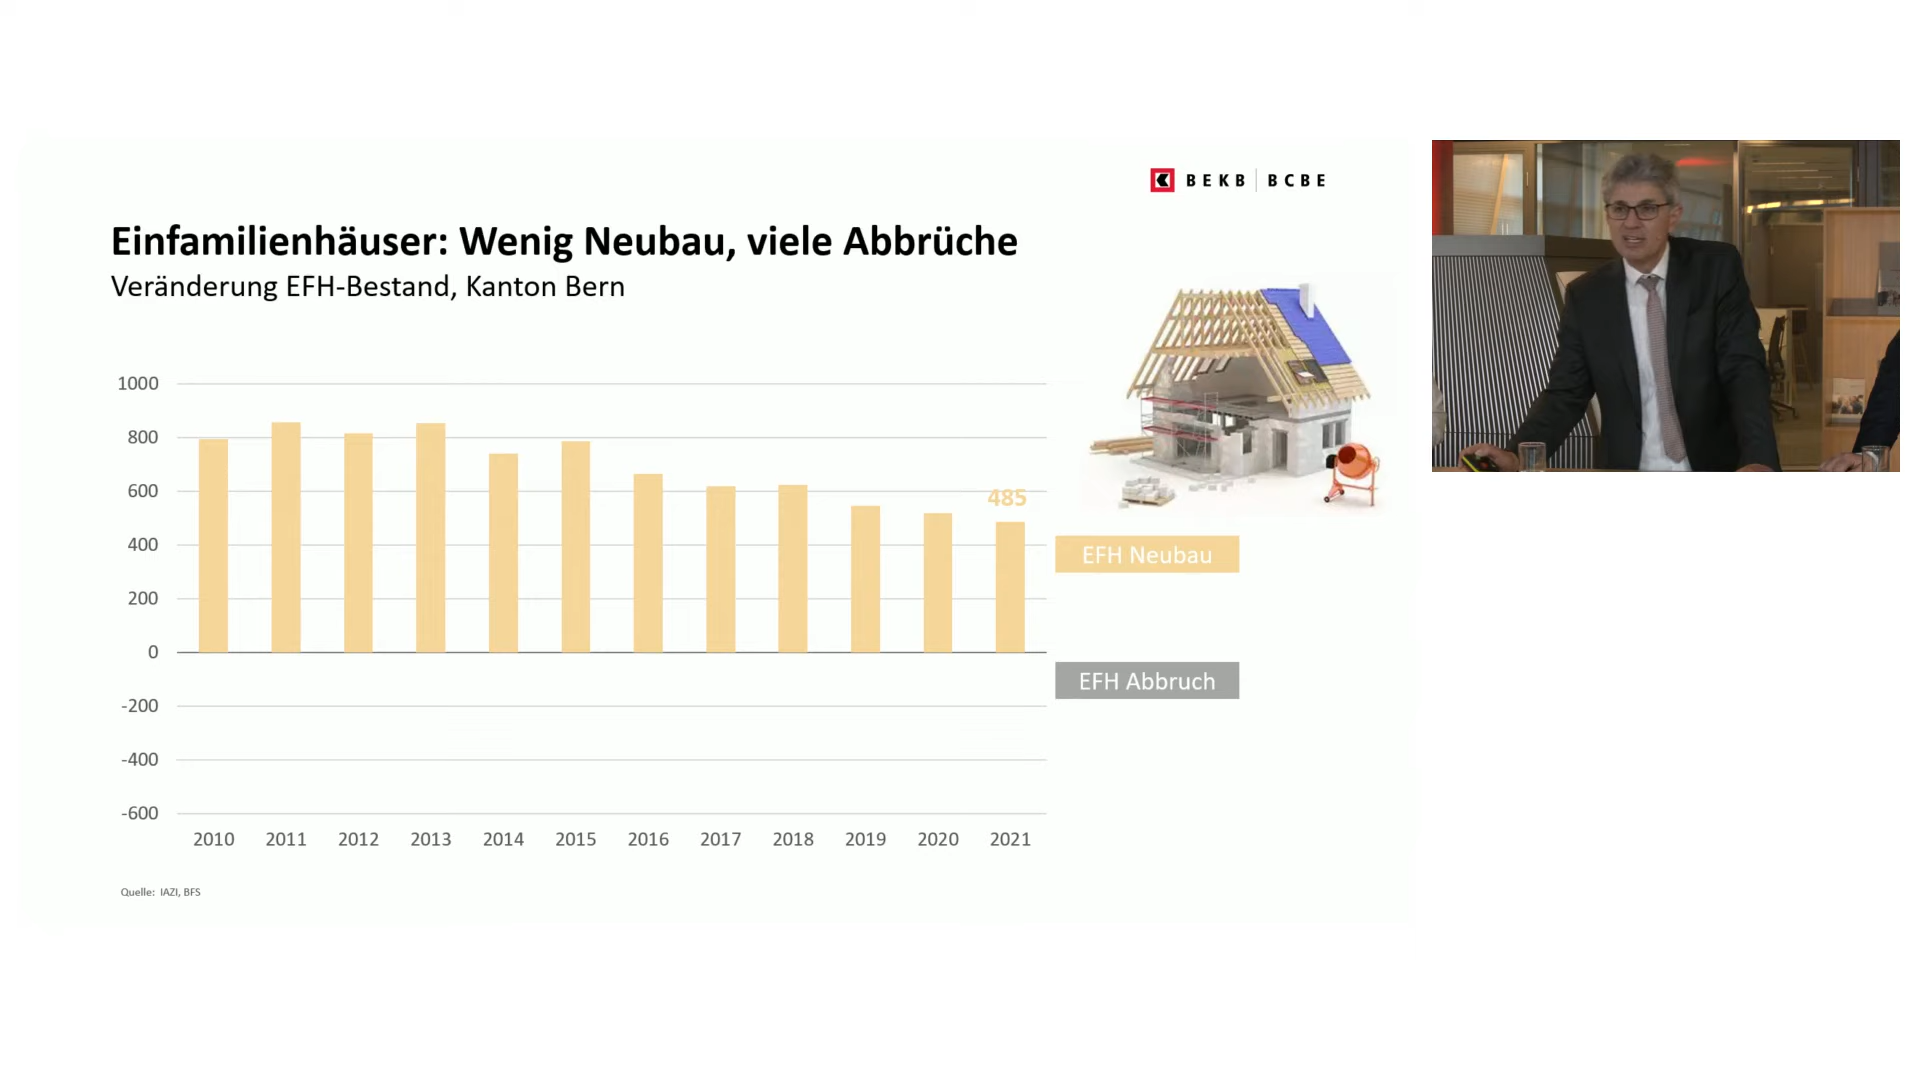 BEKB | BCBE
Einfamilienhäuser: Wenig Neubau, viele Abbrüche
Veränderung EFH-Bestand, Kanton Bern
1000
800
600
400
200
0
-200
-400
-600
485
EFH Neubau
EFH Abbruch
2010 2011 2012 2013 2014 2015 2016 2017 2018 2019 2020 2021
Quelle: IAZI, BFS